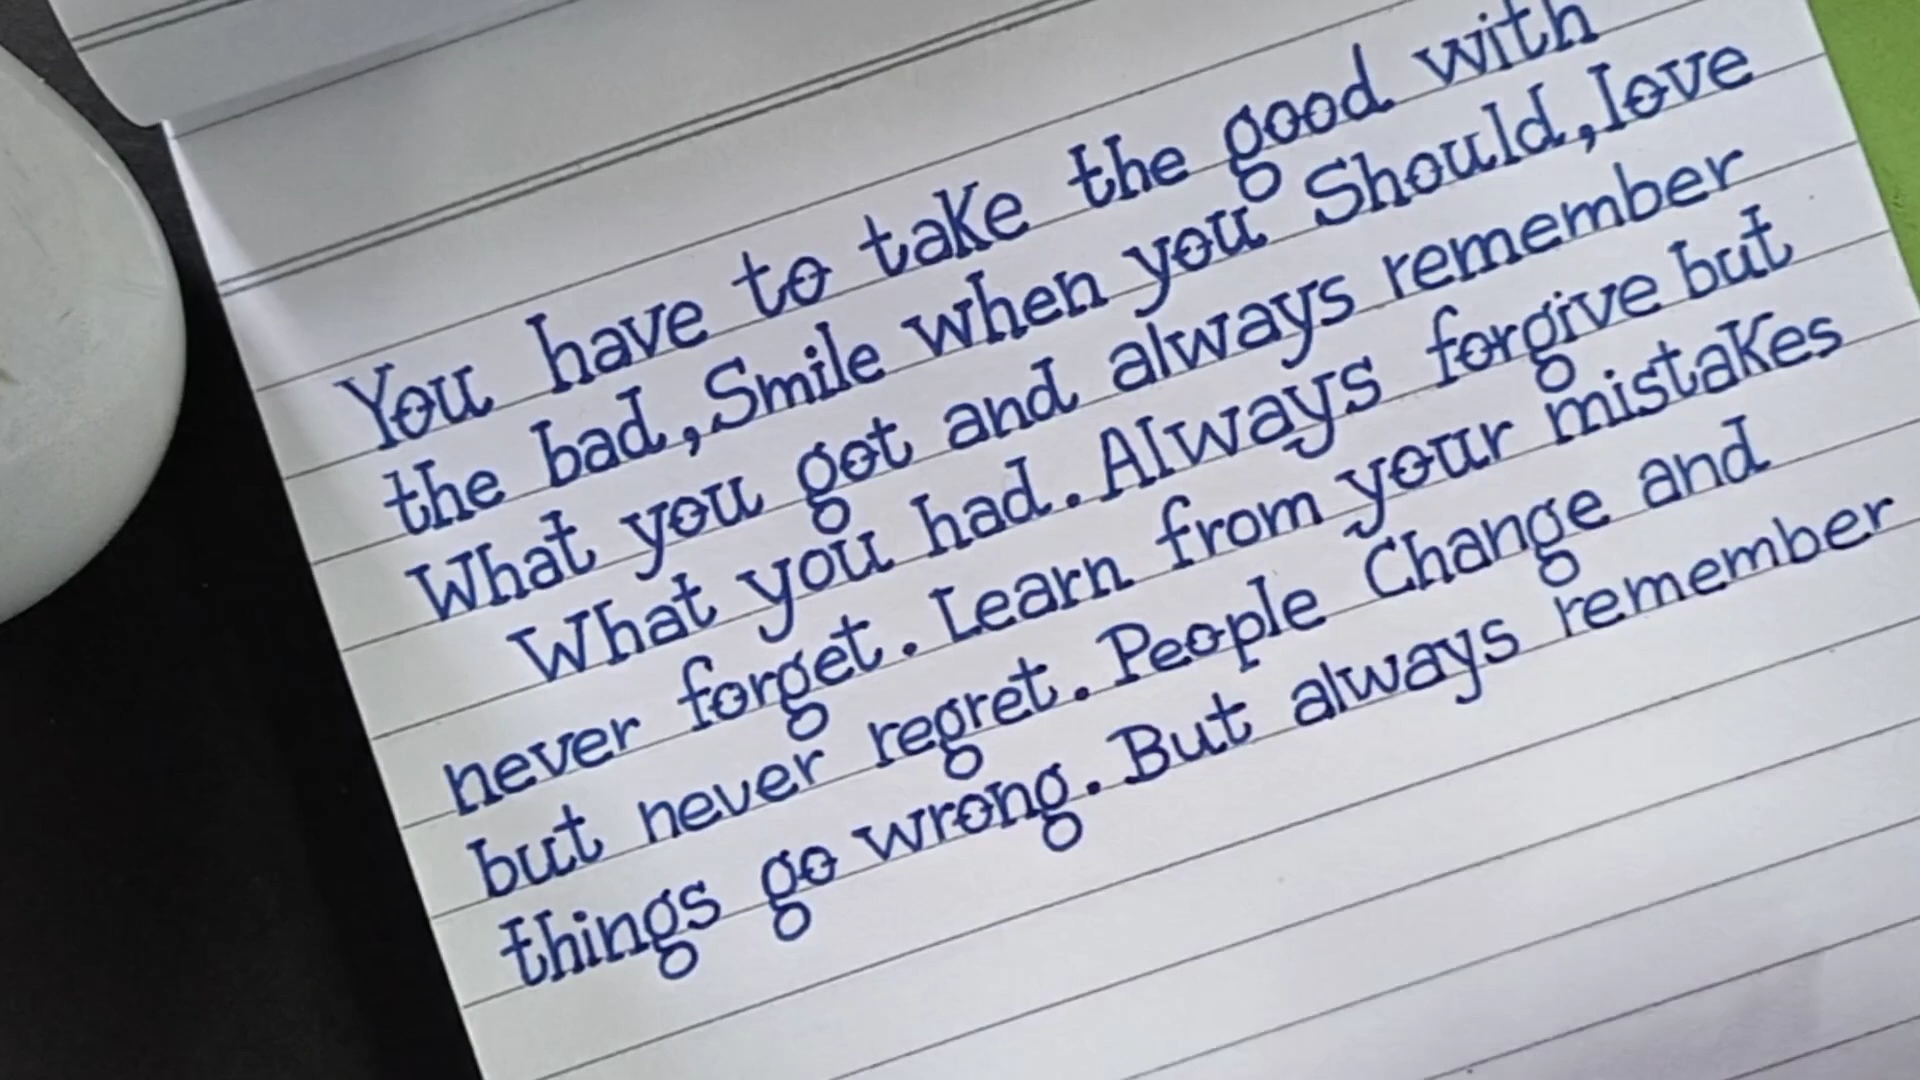 You have to take the good with
the bad, Smile when you Should, love
What you got and always remember
What you had. Always forgive but
never forget. Learn from your mistakes
but never regret. People Change and
things go wrong. But always remember